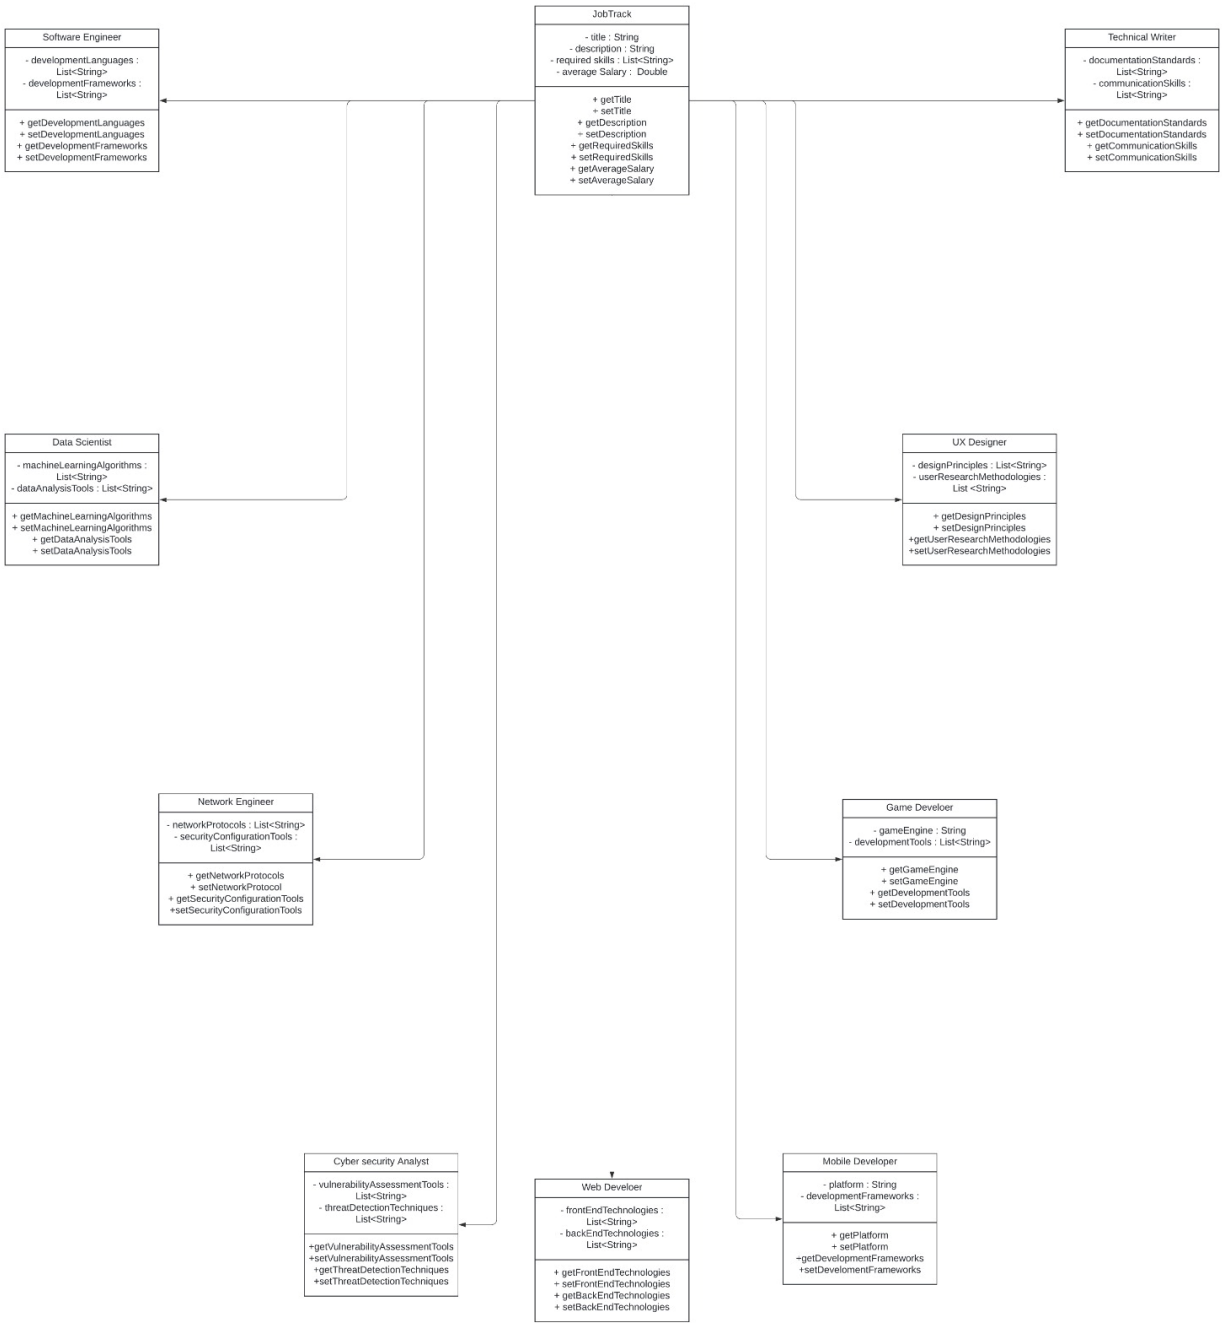 JobTrack
- title : String
- description : String
- required skills : List<String>
- average Salary :  Double
+ getTitle
+ setTitle
+ getDescription
+ setDescription
+ getRequiredSkills
+ setRequiredSkills
+ getAverageSalary
+ setAverageSalary
Software Engineer
- developmentLanguages :
List<String>
- developmentFrameworks :
List<String>
+ getDevelopmentLanguages
+ setDevelopmentLanguages
+ getDevelopmentFrameworks
+ setDevelopmentFrameworks
Technical Writer
- documentationStandards :
List<String>
- communicationSkills :
List<String>
+ getDocumentationStandards
+ setDocumentationStandards
+ getCommunicationSkills
+ setCommunicationSkills
Data Scientist
- machineLearningAlgorithms :
List<String>
- dataAnalysisTools : List<String>
+ getMachineLearningAlgorithms
+ setMachineLearningAlgorithms
+ getDataAnalysisTools
+ setDataAnalysisTools
UX Designer
- designPrinciples : List<String>
- userResearchMethodologies :
List <String>
+ getDesignPrinciples
+ setDesignPrinciples
+getUserResearchMethodologies
+setUserResearchMethodologies
Network Engineer
- networkProtocols : List<String>
- securityConfigurationTools :
List<String>
+ getNetworkProtocols
+ setNetworkProtocol
+ getSecurityConfigurationTools
+setSecurityConfigurationTools
Game Develoer
- gameEngine : String
- developmentTools : List<String>
+ getGameEngine
+ setGameEngine
+ getDevelopmentTools
+ setDevelopmentTools
Cyber security Analyst
- vulnerabilityAssessmentTools :
List<String>
- threatDetectionTechniques :
List<String>
+getVulnerabilityAssessmentTools
+setVulnerabilityAssessmentTools
+getThreatDetectionTechniques
+setThreatDetectionTechniques
Web Develoer
- frontEndTechnologies :
List<String>
- backEndTechnologies :
List<String>
+ getFrontEndTechnologies
+ setFrontEndTechnologies
+ getBackEndTechnologies
+ setBackEndTechnologies
Mobile Developer
- platform : String
- developmentFrameworks :
List<String>
+ getPlatform
+ setPlatform
+getDevelopmentFrameworks
+setDevelomentFrameworks